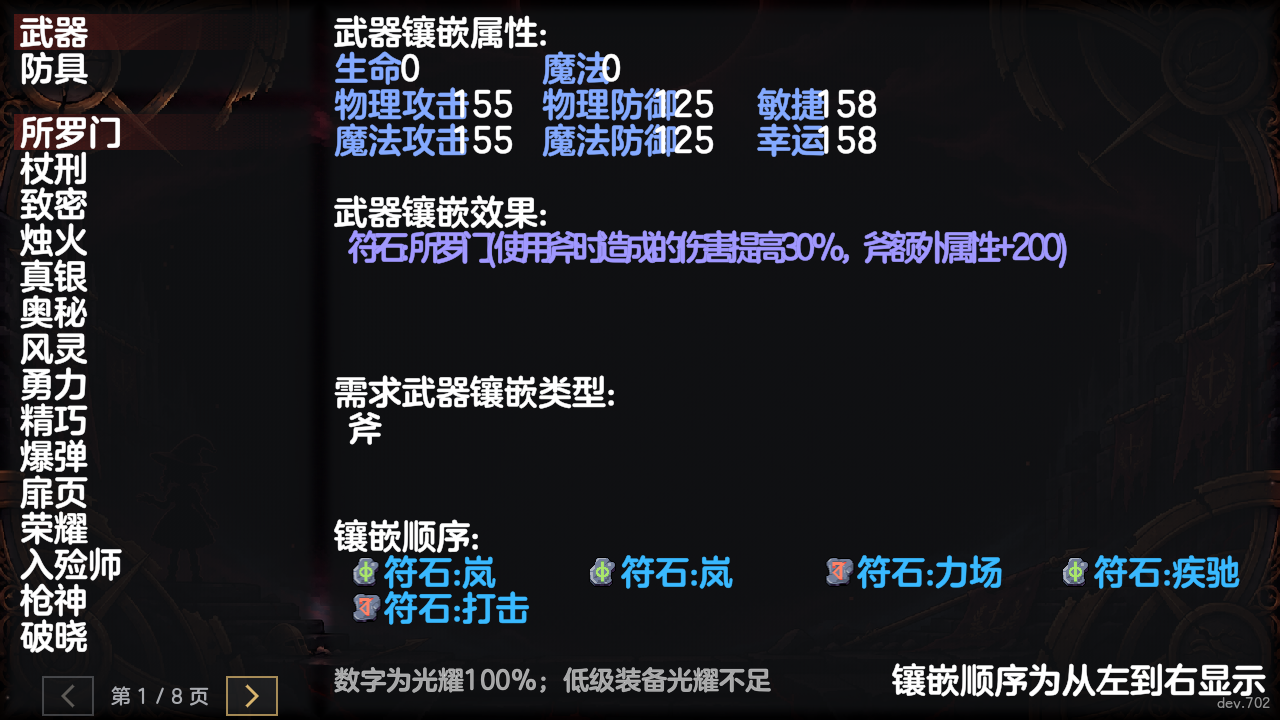 武器
防具
所罗门
杖刑
致密
烛火
真银
奥秘
风灵
勇力
精巧
爆弹
扉页
荣耀
入殓师
枪神
破晓
第 1 / 8 页
武器镶嵌属性:
生命0 魔法0
物理攻击155 物理防御125 敏捷158
魔法攻击155 魔法防御125 幸运158
武器镶嵌效果:
符石:所罗门(使用斧时造成的伤害提高30%，斧额外属性+200)
需求武器镶嵌类型:
斧
镶嵌顺序:
符石:岚 符石:岚 符石:力场 符石:疾驰
符石:打击
数字为光耀100%；低级装备光耀不足
镶嵌顺序为从左到右显示
dev.702